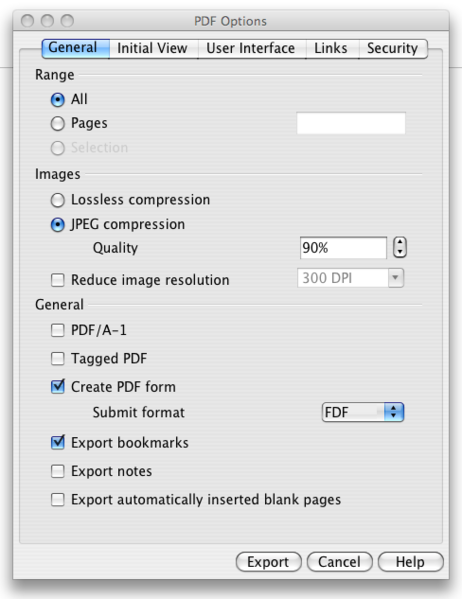 PDF Options
General Initial View User Interface Links Security
Range
All
Pages
Selection
Images
Lossless compression
JPEG compression
Quality 90%
Reduce image resolution 300 DPI
General
PDF/A-1
Tagged PDF
Create PDF form
Submit format FDF
Export bookmarks
Export notes
Export automatically inserted blank pages
Export Cancel Help